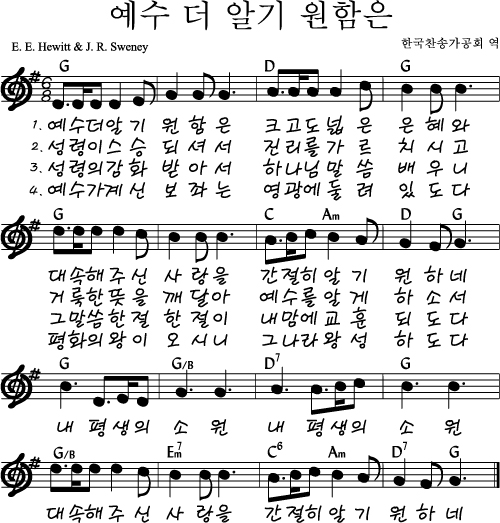 예수 더 알기 원함은
E. E. Hewitt & J. R. Sweney 한국찬송가공회 역
G D G
6 8
1. 예수더알 기 원 함 은 크고도넓 은 은 혜 와
2. 성령이스 승 되 셔 서 진리를가 르 치 시 고
3. 성령의감화 받 아 서 하나님말 씀 배 우 니
4. 예수가계신 보 좌 는 영광에둘 려 있 도 다
G C Am D G
대속해주 신 사 랑을 간절히알 기 원 하 네
거룩한뜻을 깨 달아 예수를알 게 하 소 서
그말씀한절 한 절이 내맘에교 훈 되 도 다
평화의왕이 오 시니 그나라왕 성 하 도 다
G G/B D7 G
내 평생의 소 원 내 평생의 소 원
G/B Em7 C6 Am D7 G
대속해주 신 사 랑을 간절히알 기 원 하 네